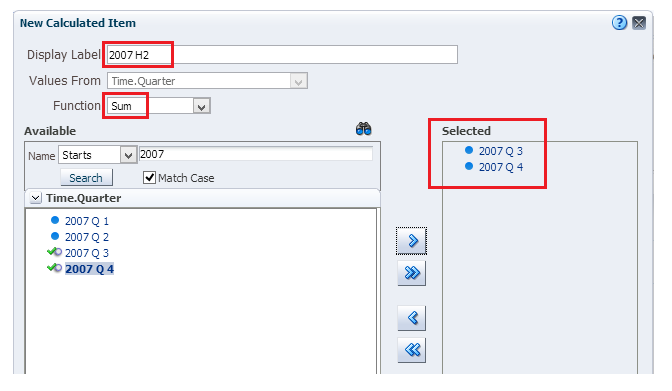 New Calculated Item
Display Label 2007 H2
Values From Time.Quarter
Function Sum
Available
Name Starts 2007
Search Match Case
Time.Quarter
2007 Q 1
2007 Q 2
2007 Q 3
2007 Q 4
Selected
2007 Q 3
2007 Q 4